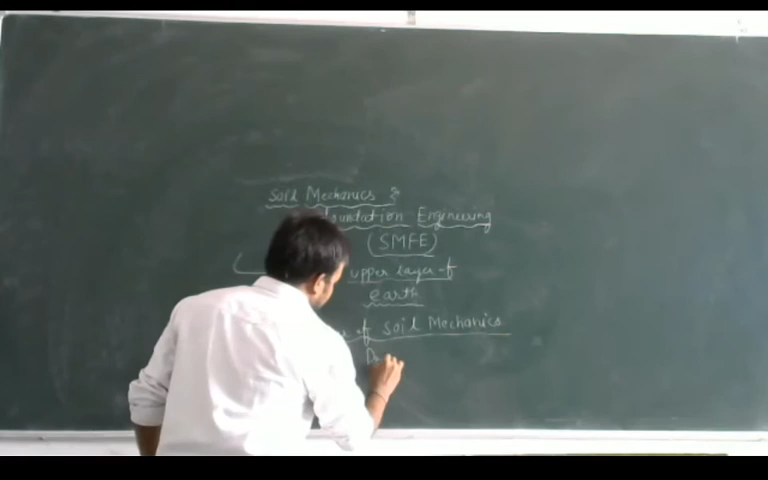 Soil Mechanics &
Foundation Engineering
(SMFE)
upper layer of
earth
of Soil Mechanics